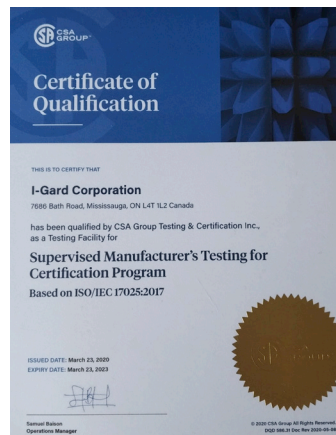 CSA
GROUP
Certificate of
Qualification
THIS IS TO CERTIFY THAT
I-Gard Corporation
7686 Bath Road, Mississauga, ON L4T 1L2 Canada
has been qualified by CSA Group Testing & Certification Inc.,
as a Testing Facility for
Supervised Manufacturer's Testing for
Certification Program
Based on ISO/IEC 17025:2017
ISSUED DATE: March 23, 2020
EXPIRY DATE: March 23, 2023
Operations Manager
© 2020 CSA Group All Rights Reserved.